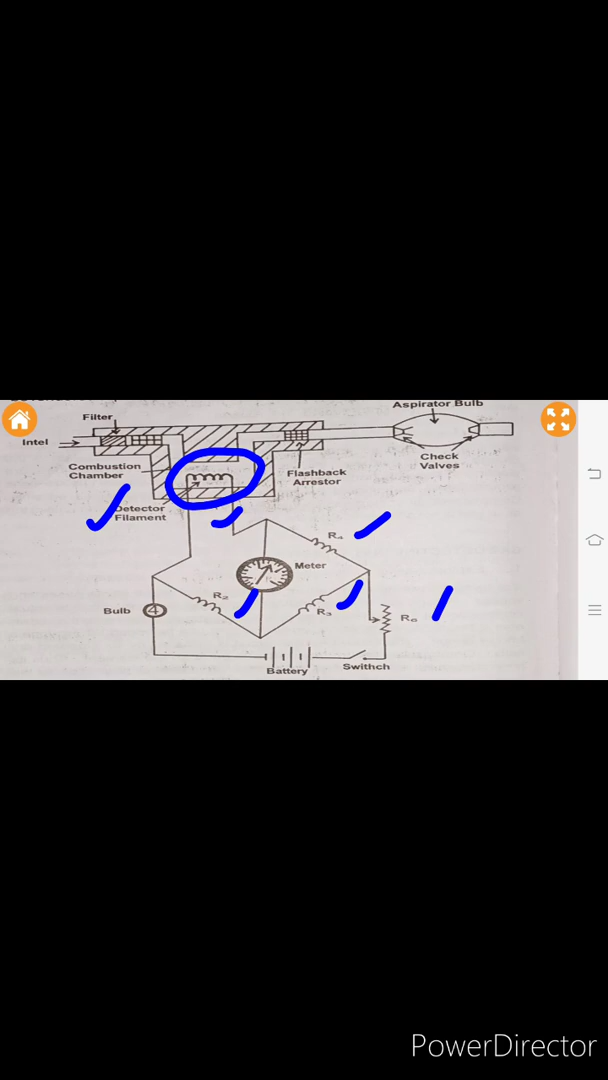 Aspirator Bulb
Filter
Intel
Check
Valves
Combustion
Chamber
Flashback
Arrestor
Detector
Filament
R4
Meter
R2
R3
Bulb
Battery
Swithch
PowerDirector